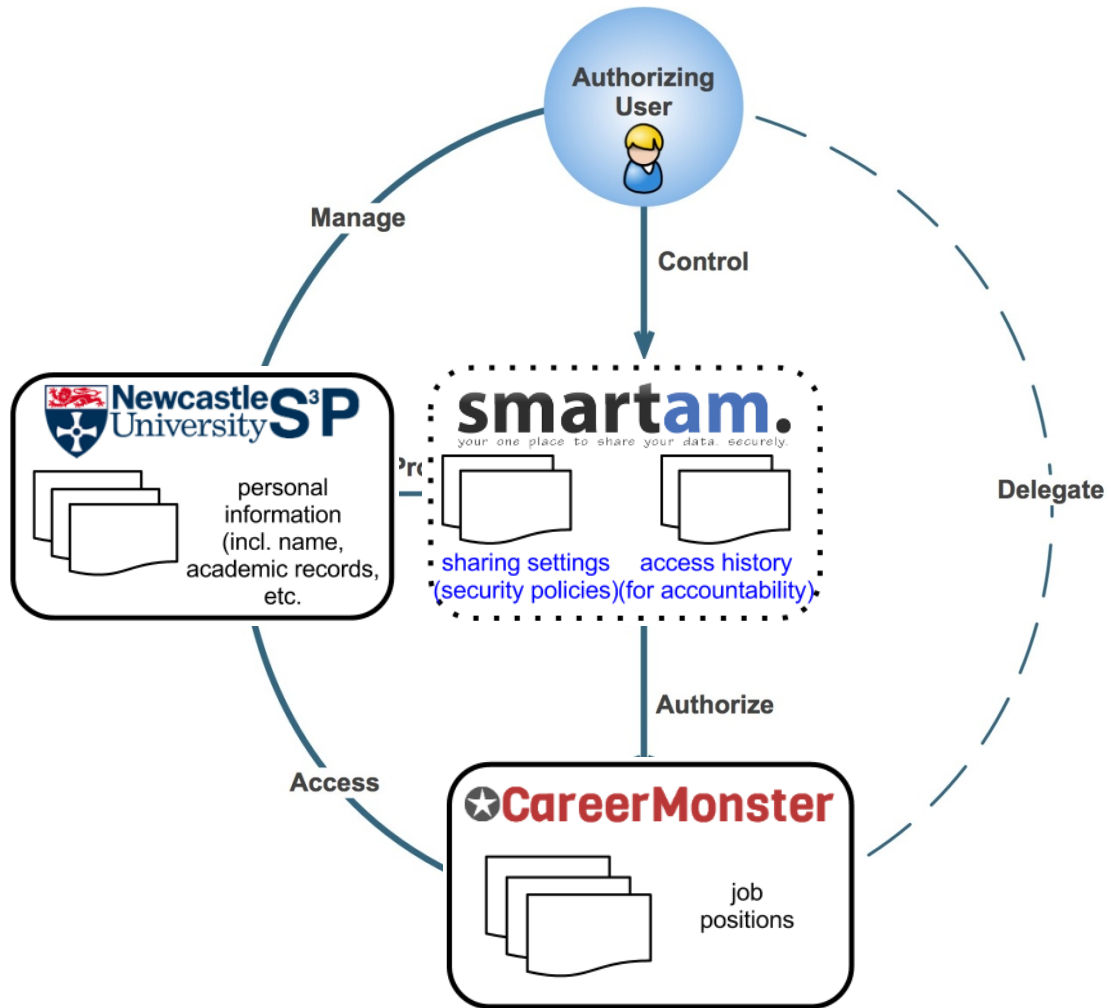 Authorizing
User
Manage
Control
Newcastle
University
S³P
personal
information
(incl. name,
academic records,
etc.
smartam.
your one place to share your data. securely.
sharing settings
(security policies)
access history
(for accountability)
Delegate
Authorize
Access
CareerMonster
job
positions